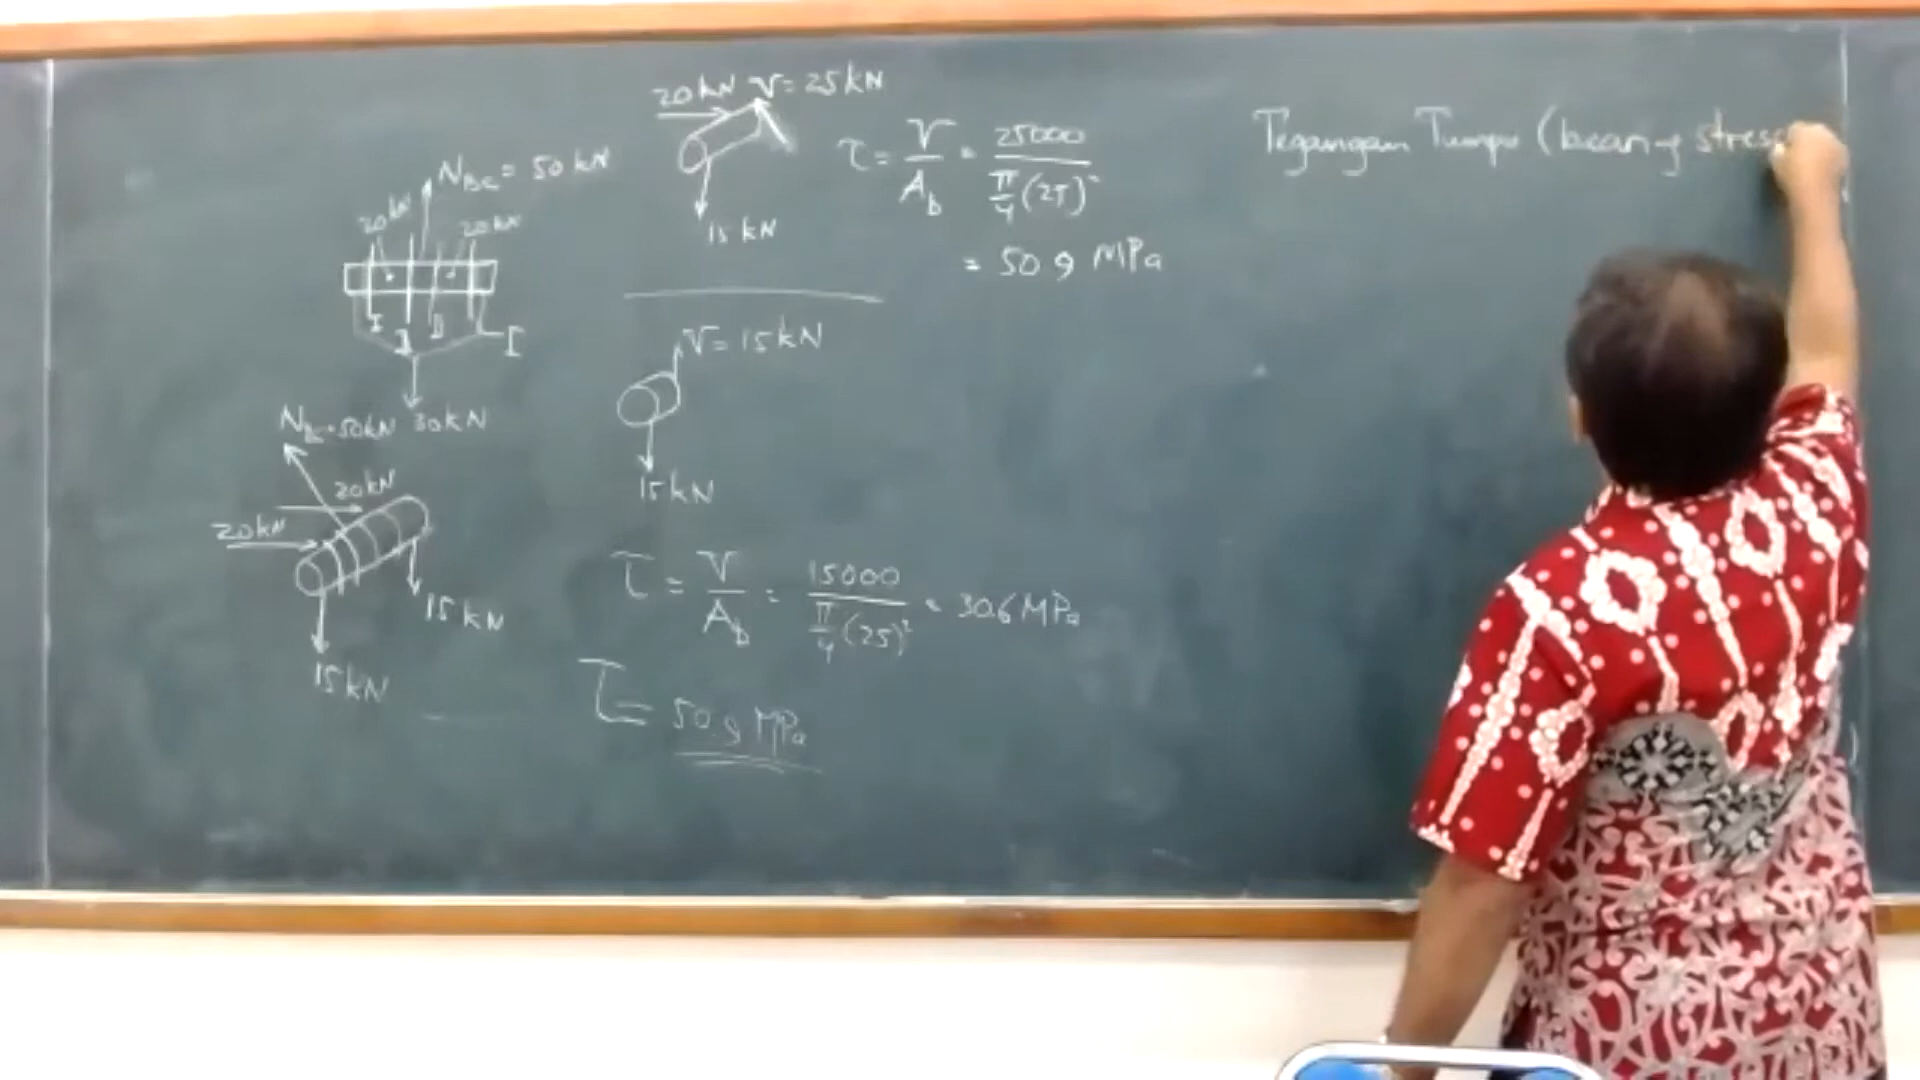 20 kN V = 25 kN
15 kN
τ = V/A_b = 25000/(π/4 (25)²)
= 50.9 MPa
N_BC = 50 kN
20 kN 20 kN
I II II I
30 kN
N_BC = 50 kN
20 kN
20 kN
15 kN
15 kN
V = 15 kN
15 kN
τ = V/A_b = 15000/(π/4 (25)²) = 30.6 MPa
τ = 50.9 MPa
Tegangan Tumpu (bearing stress